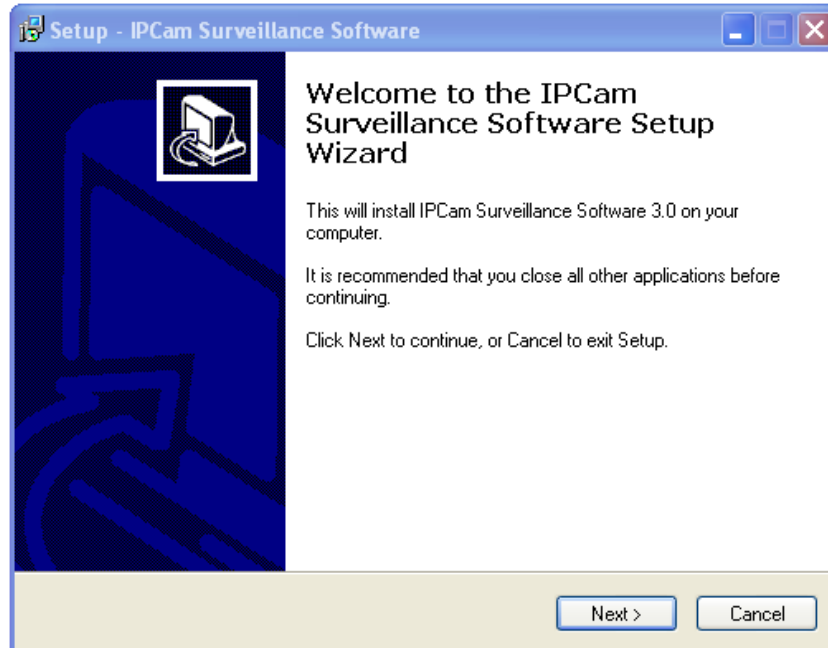 Setup - IPCam Surveillance Software
Welcome to the IPCam
Surveillance Software Setup
Wizard
This will install IPCam Surveillance Software 3.0 on your
computer.
It is recommended that you close all other applications before
continuing.
Click Next to continue, or Cancel to exit Setup.
Next >
Cancel